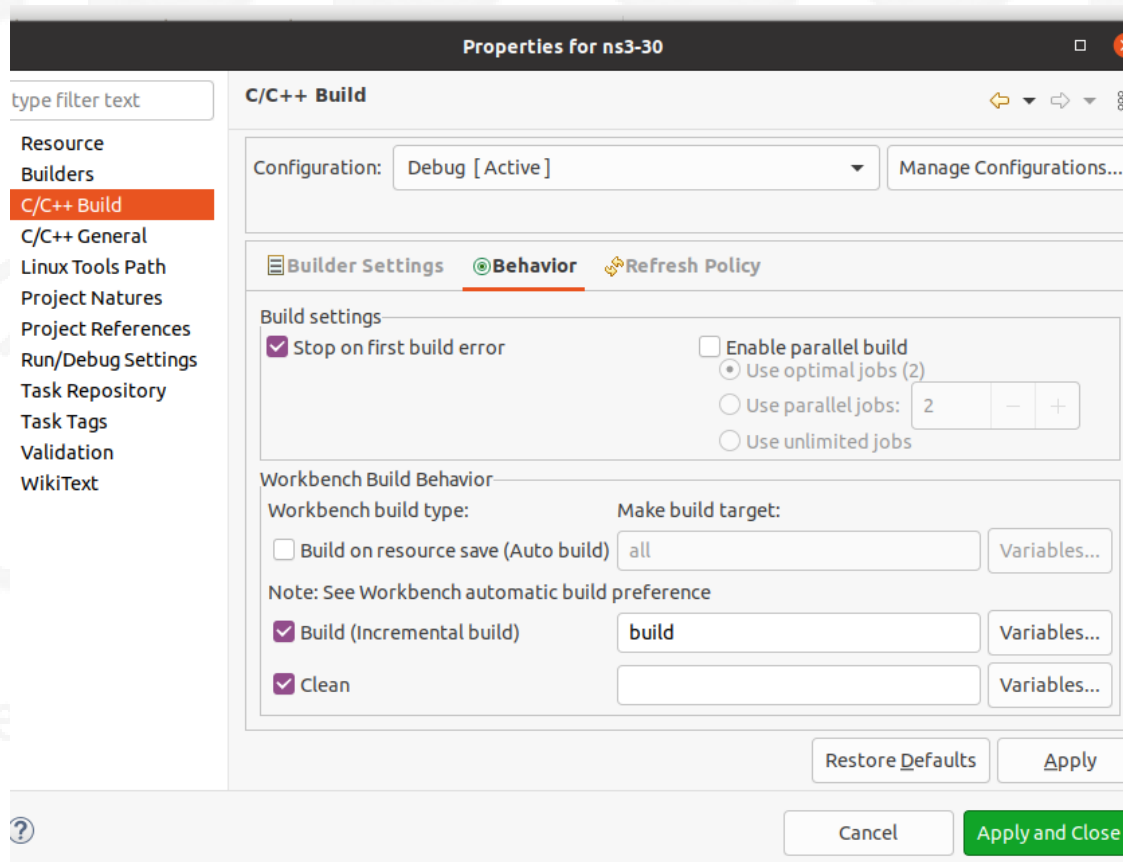 Properties for ns3-30
type filter text
Resource
Builders
C/C++ Build
C/C++ General
Linux Tools Path
Project Natures
Project References
Run/Debug Settings
Task Repository
Task Tags
Validation
WikiText
C/C++ Build
Configuration: Debug [ Active ] Manage Configurations...
Builder Settings Behavior Refresh Policy
Build settings
Stop on first build error Enable parallel build
Use optimal jobs (2)
Use parallel jobs: 2 − +
Use unlimited jobs
Workbench Build Behavior
Workbench build type: Make build target:
Build on resource save (Auto build) all Variables...
Note: See Workbench automatic build preference
Build (Incremental build) build Variables...
Clean Variables...
Restore Defaults Apply
? Cancel Apply and Close